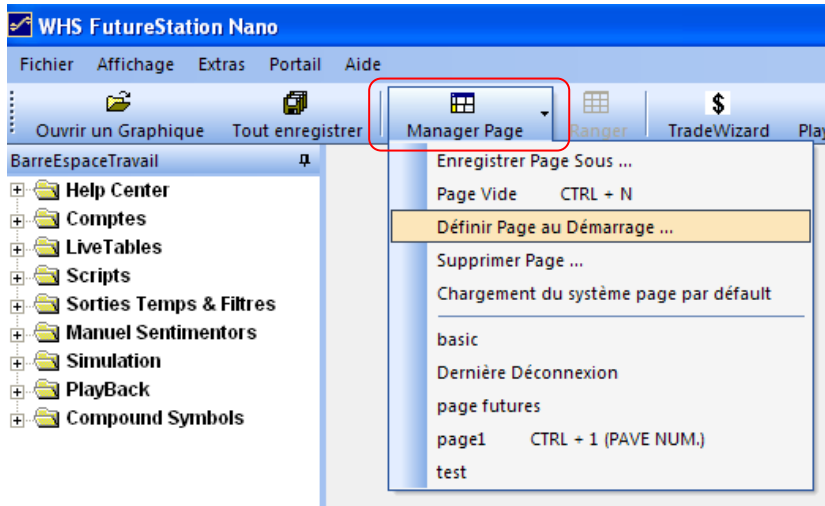 WHS FutureStation Nano
Fichier Affichage Extras Portail Aide
Ouvrir un Graphique Tout enregistrer Manager Page Ranger TradeWizard Play
BarreEspaceTravail
Help Center
Comptes
LiveTables
Scripts
Sorties Temps & Filtres
Manuel Sentimentors
Simulation
PlayBack
Compound Symbols
Enregistrer Page Sous ...
Page Vide CTRL + N
Définir Page au Démarrage ...
Supprimer Page ...
Chargement du système page par défault
basic
Dernière Déconnexion
page futures
page1 CTRL + 1 (PAVE NUM.)
test